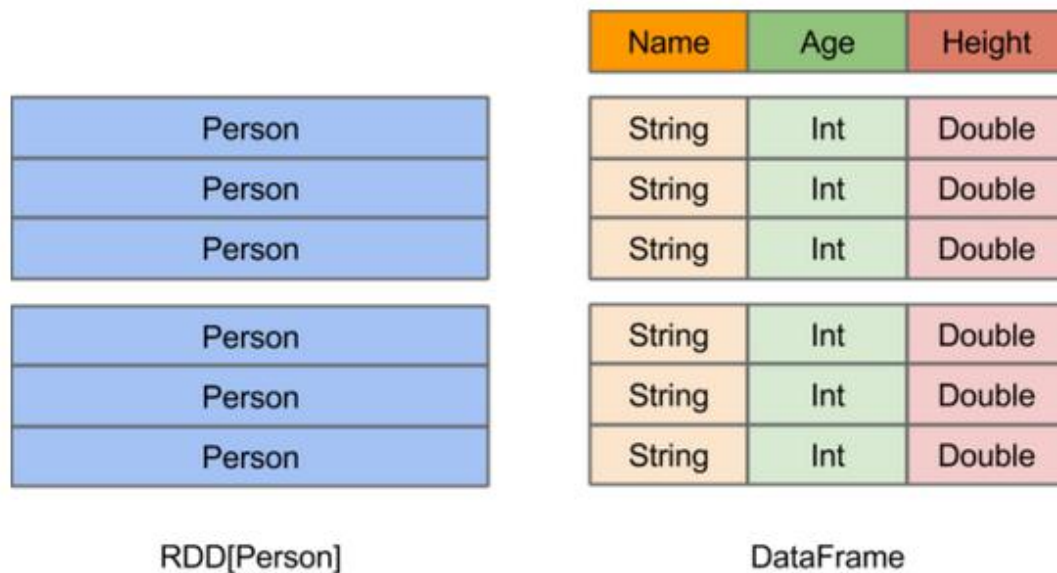 Name Age Height
Person String Int Double
Person String Int Double
Person String Int Double
Person String Int Double
Person String Int Double
Person String Int Double
RDD[Person] DataFrame